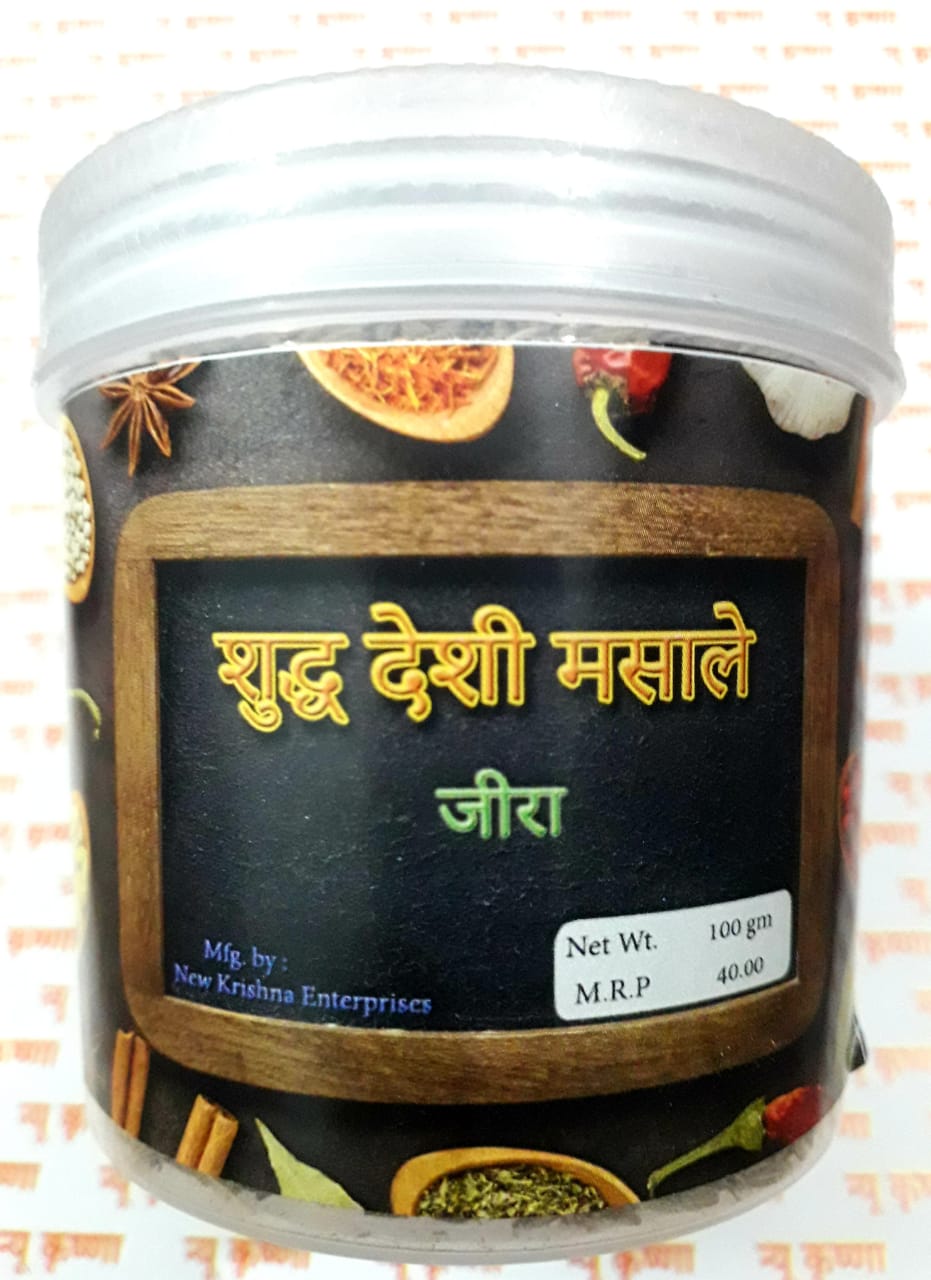 शुद्ध देशी मसाले
जीरा
Mfg. by :
New Krishna Enterprises
Net Wt. 100 gm
M.R.P 40.00
न्यू कृष्णा